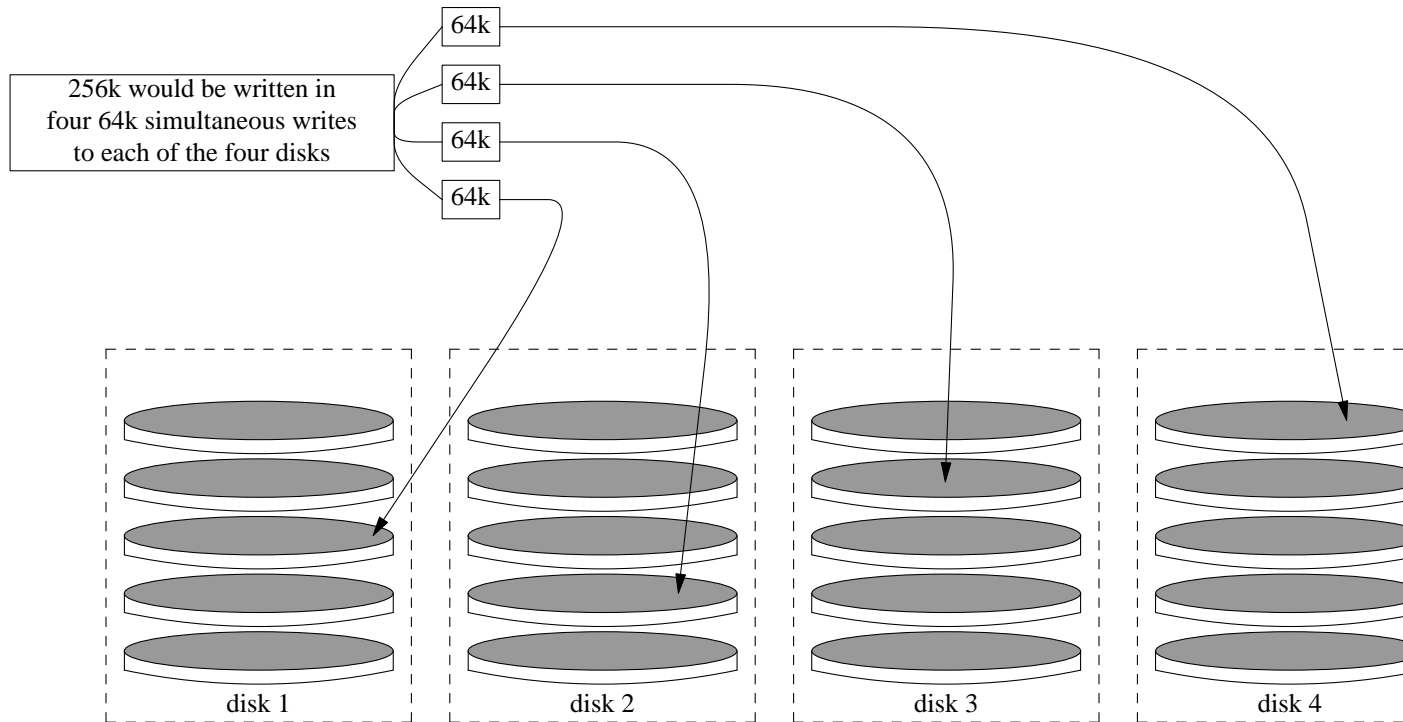 64k
64k
64k
64k
256k would be written in
four 64k simultaneous writes
to each of the four disks
disk 1
disk 2
disk 3
disk 4